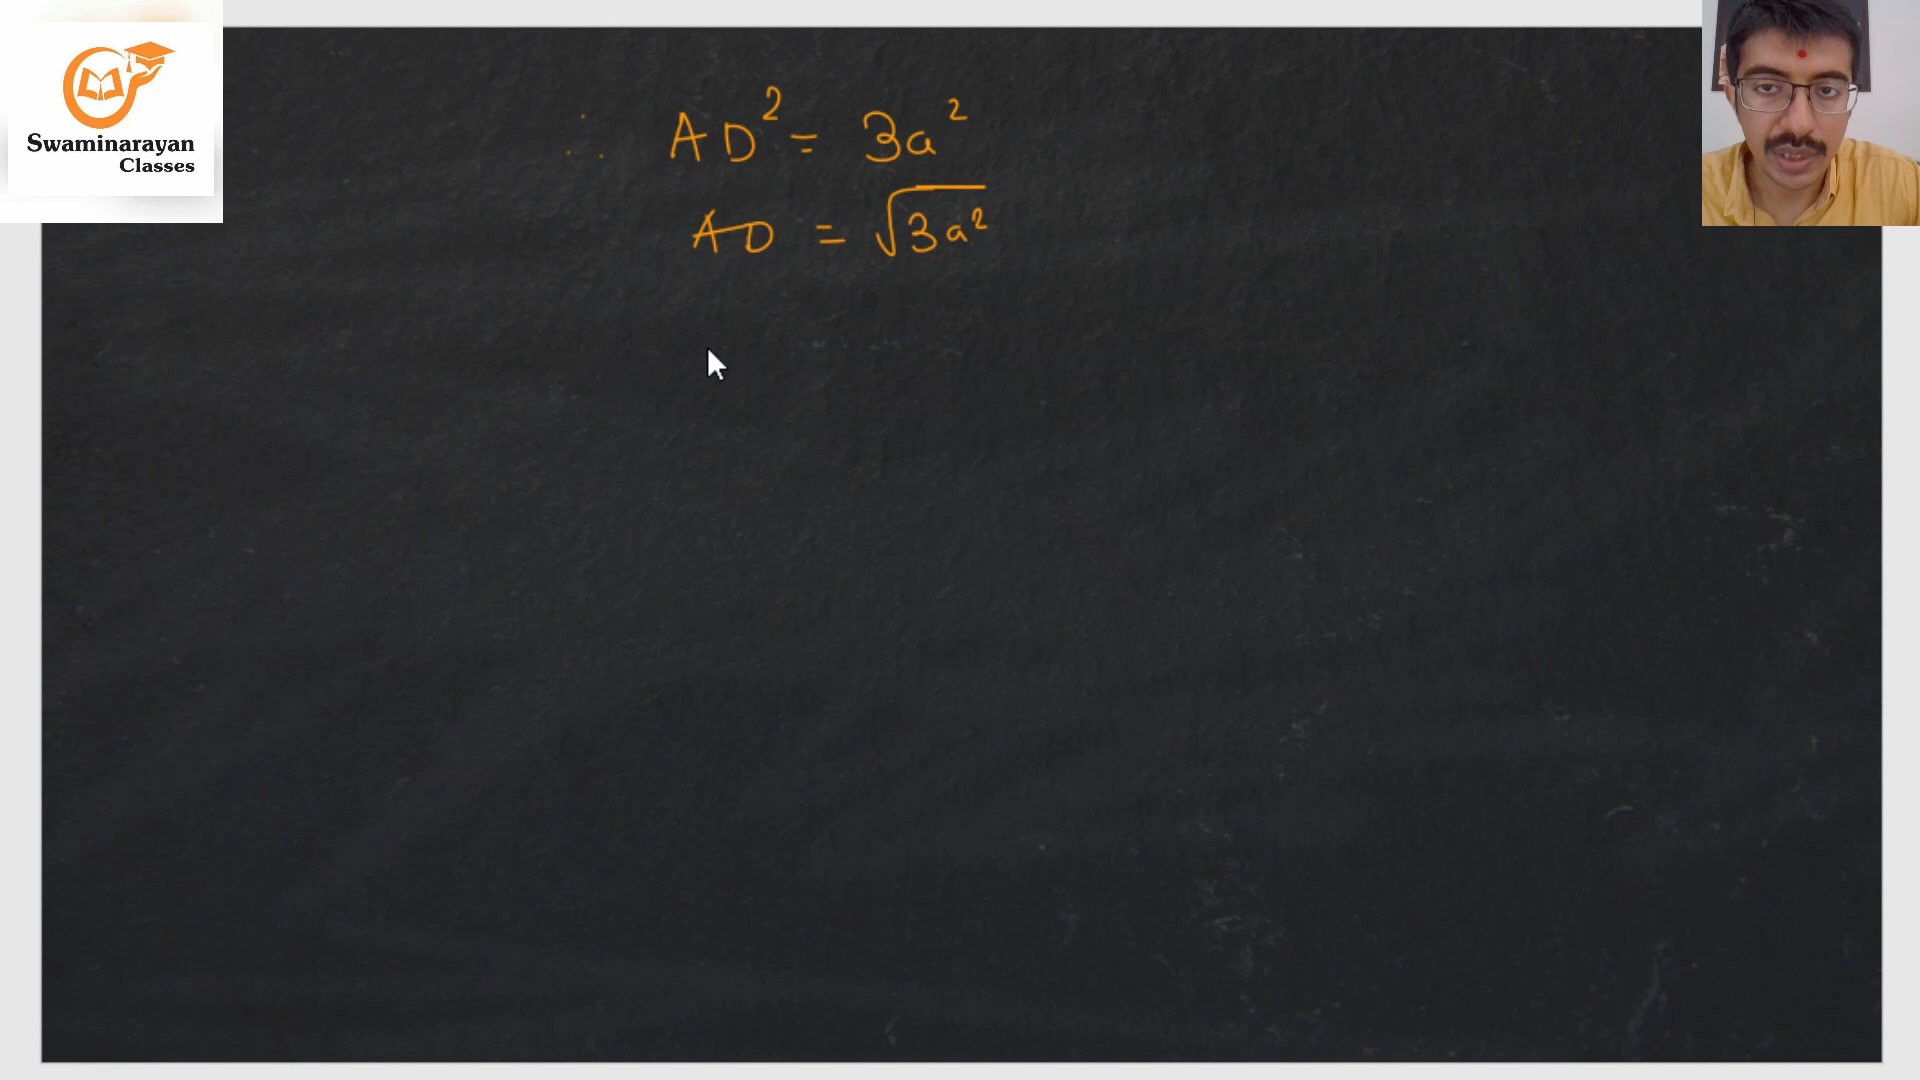 Swaminarayan
Classes
∴ AD² = 3a²
AD = √3a²